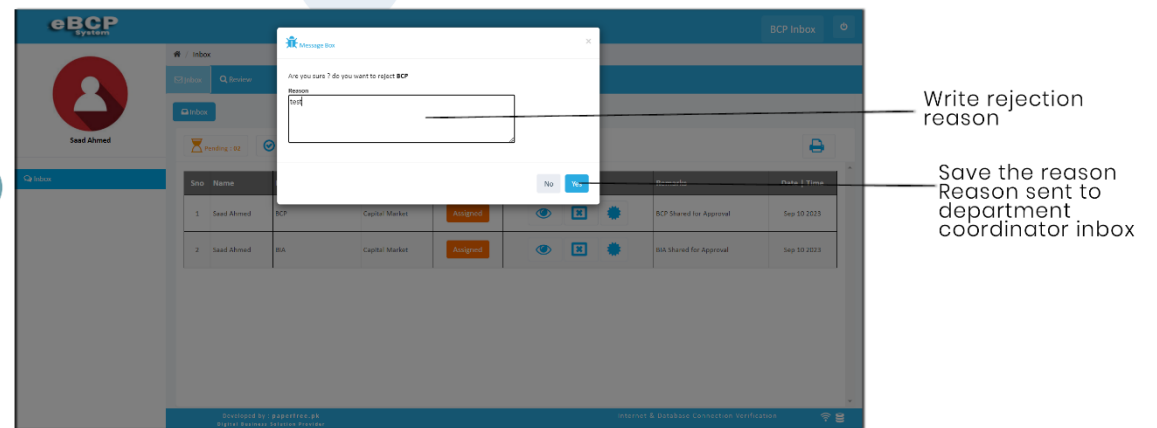 eBCP
System
BCP Inbox
Message Box
×
/ Inbox
Inbox
Review
Are you sure ? do you want to reject BCP
Reason
test
Inbox
Saad Ahmed
Pending : 02
No
Yes
Inbox
Sno Name Remarks Date | Time
1 Saad Ahmed BCP Capital Market Assigned BCP Shared for Approval Sep 10 2023
2 Saad Ahmed BIA Capital Market Assigned BIA Shared for Approval Sep 10 2023
Developed by : paperfree.pk
Digital Business Solution Provider
Internet & Database Connection Verification
Write rejection
reason
Save the reason
Reason sent to
department
coordinator inbox